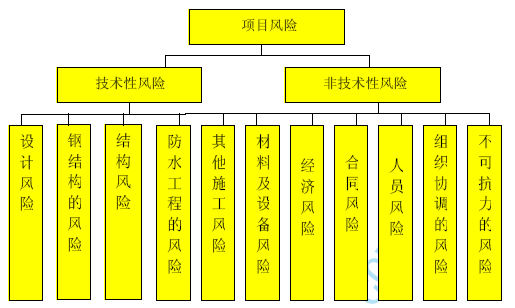 项目风险
技术性风险
非技术性风险
设计风险
钢结构的风险
结构风险
防水工程的风险
其他施工风险
材料及设备风险
经济风险
合同风险
人员风险
组织协调的风险
不可抗力的风险